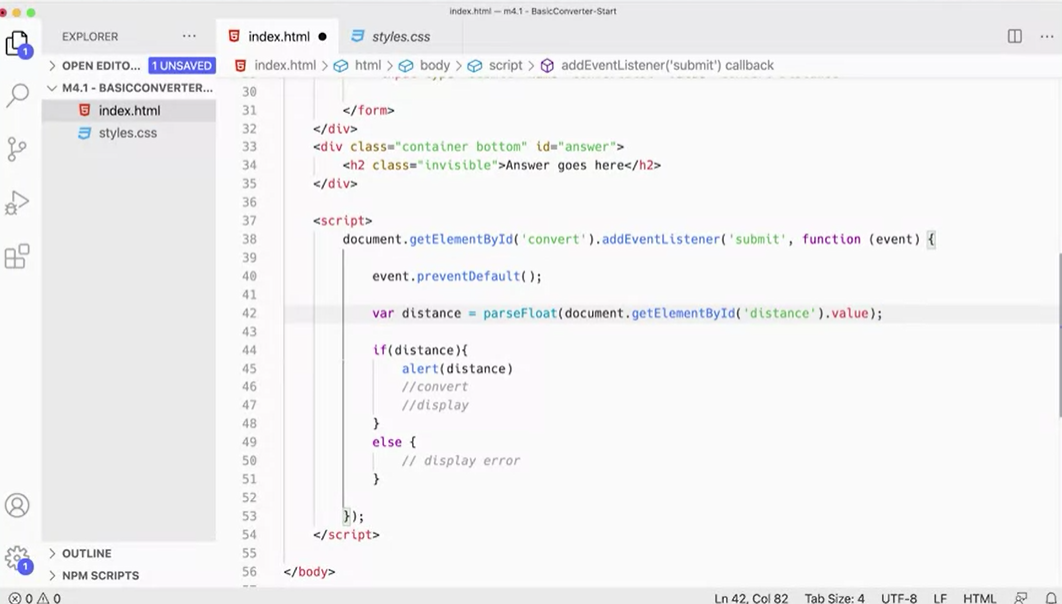 index.html — m4.1 - BasicConverter-Start
1
EXPLORER
index.html
styles.css
OPEN EDITO... 1 UNSAVED
index.html > html > body > script > addEventListener('submit') callback
M4.1 - BASICCONVERTER...
index.html
styles.css
30
31 </form>
32 </div>
33 <div class="container bottom" id="answer">
34 <h2 class="invisible">Answer goes here</h2>
35 </div>
36
37 <script>
38 document.getElementById('convert').addEventListener('submit', function (event) {
39
40 event.preventDefault();
41
42 var distance = parseFloat(document.getElementById('distance').value);
43
44 if(distance){
45 alert(distance)
46 //convert
47 //display
48 }
49 else {
50 // display error
51 }
52
53 });
54 </script>
55
56 </body>
OUTLINE
NPM SCRIPTS
1
0 0
Ln 42, Col 82 Tab Size: 4 UTF-8 LF HTML